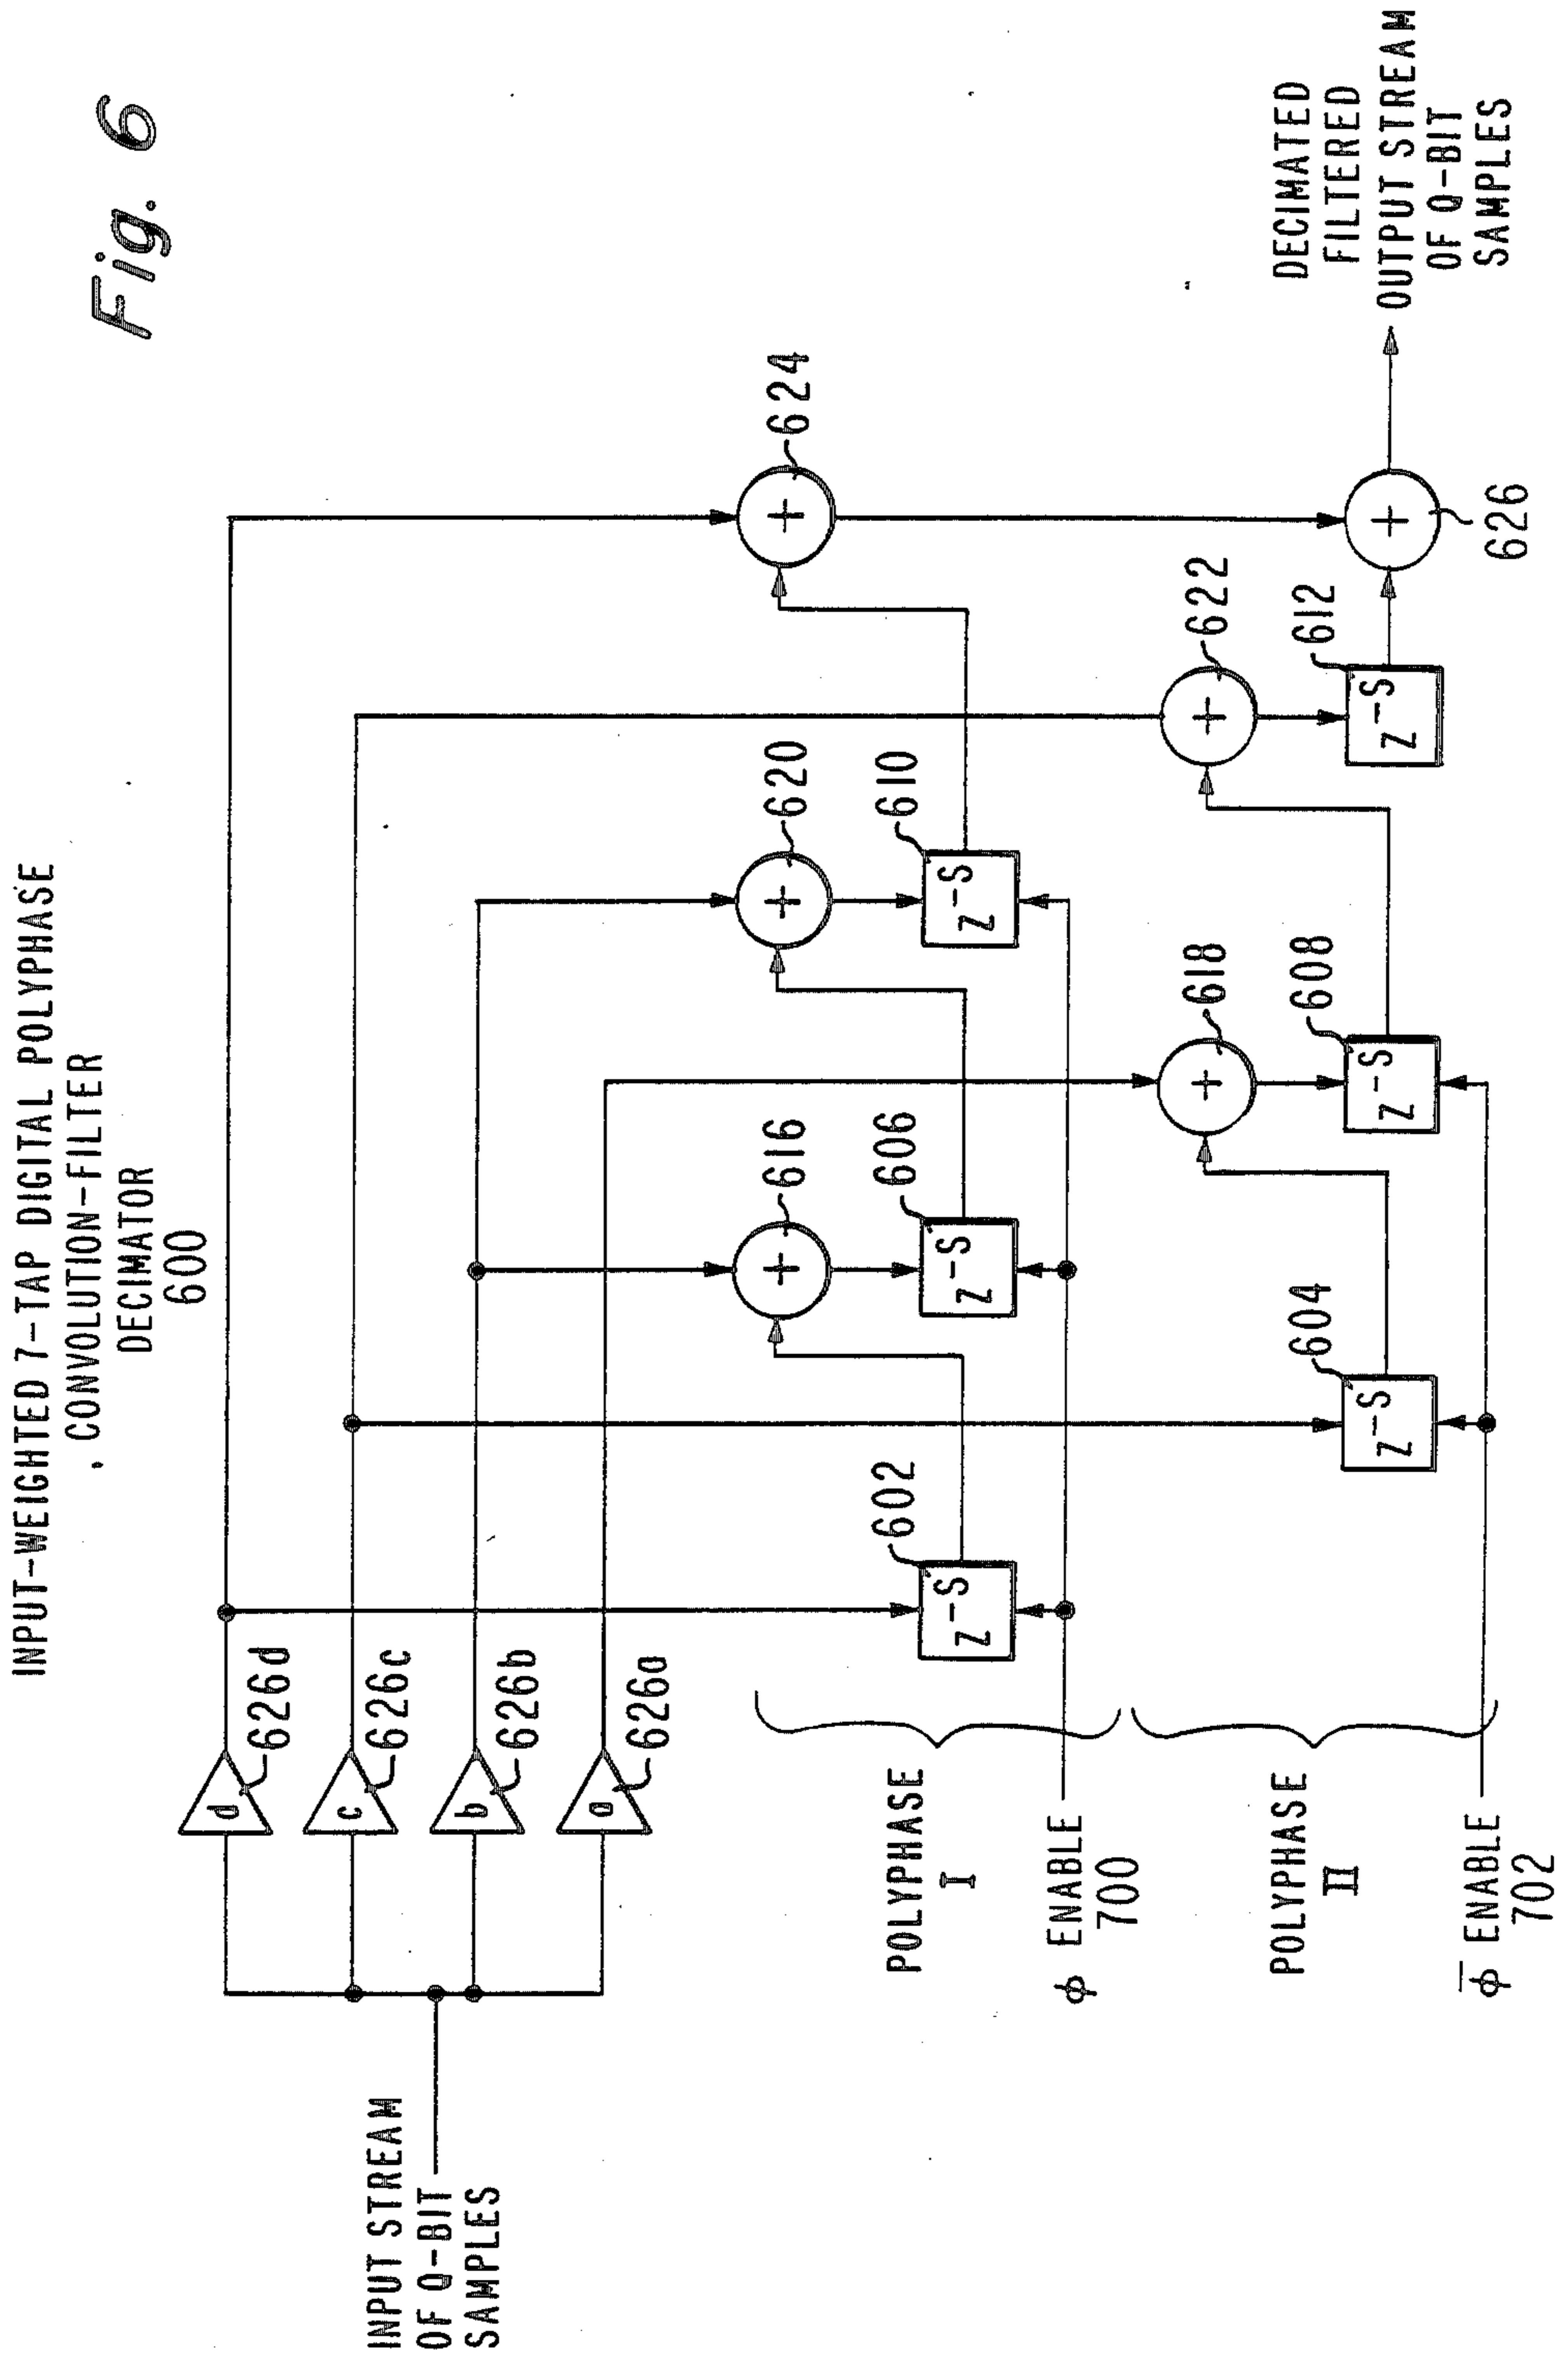 Fig. 6
INPUT-WEIGHTED 7-TAP DIGITAL POLYPHASE
CONVOLUTION-FILTER
DECIMATOR
600
INPUT STREAM
OF Q-BIT
SAMPLES
d
626d
c
626c
b
626b
a
626a
POLYPHASE
I
ϕ ENABLE
700
POLYPHASE
II
ϕ̅ ENABLE
702
Z–S
602
Z–S
604
+
616
Z–S
606
+
618
Z–S
608
+
620
Z–S
610
+
622
Z–S
612
+
624
+
626
DECIMATED
FILTERED
OUTPUT STREAM
OF Q-BIT
SAMPLES